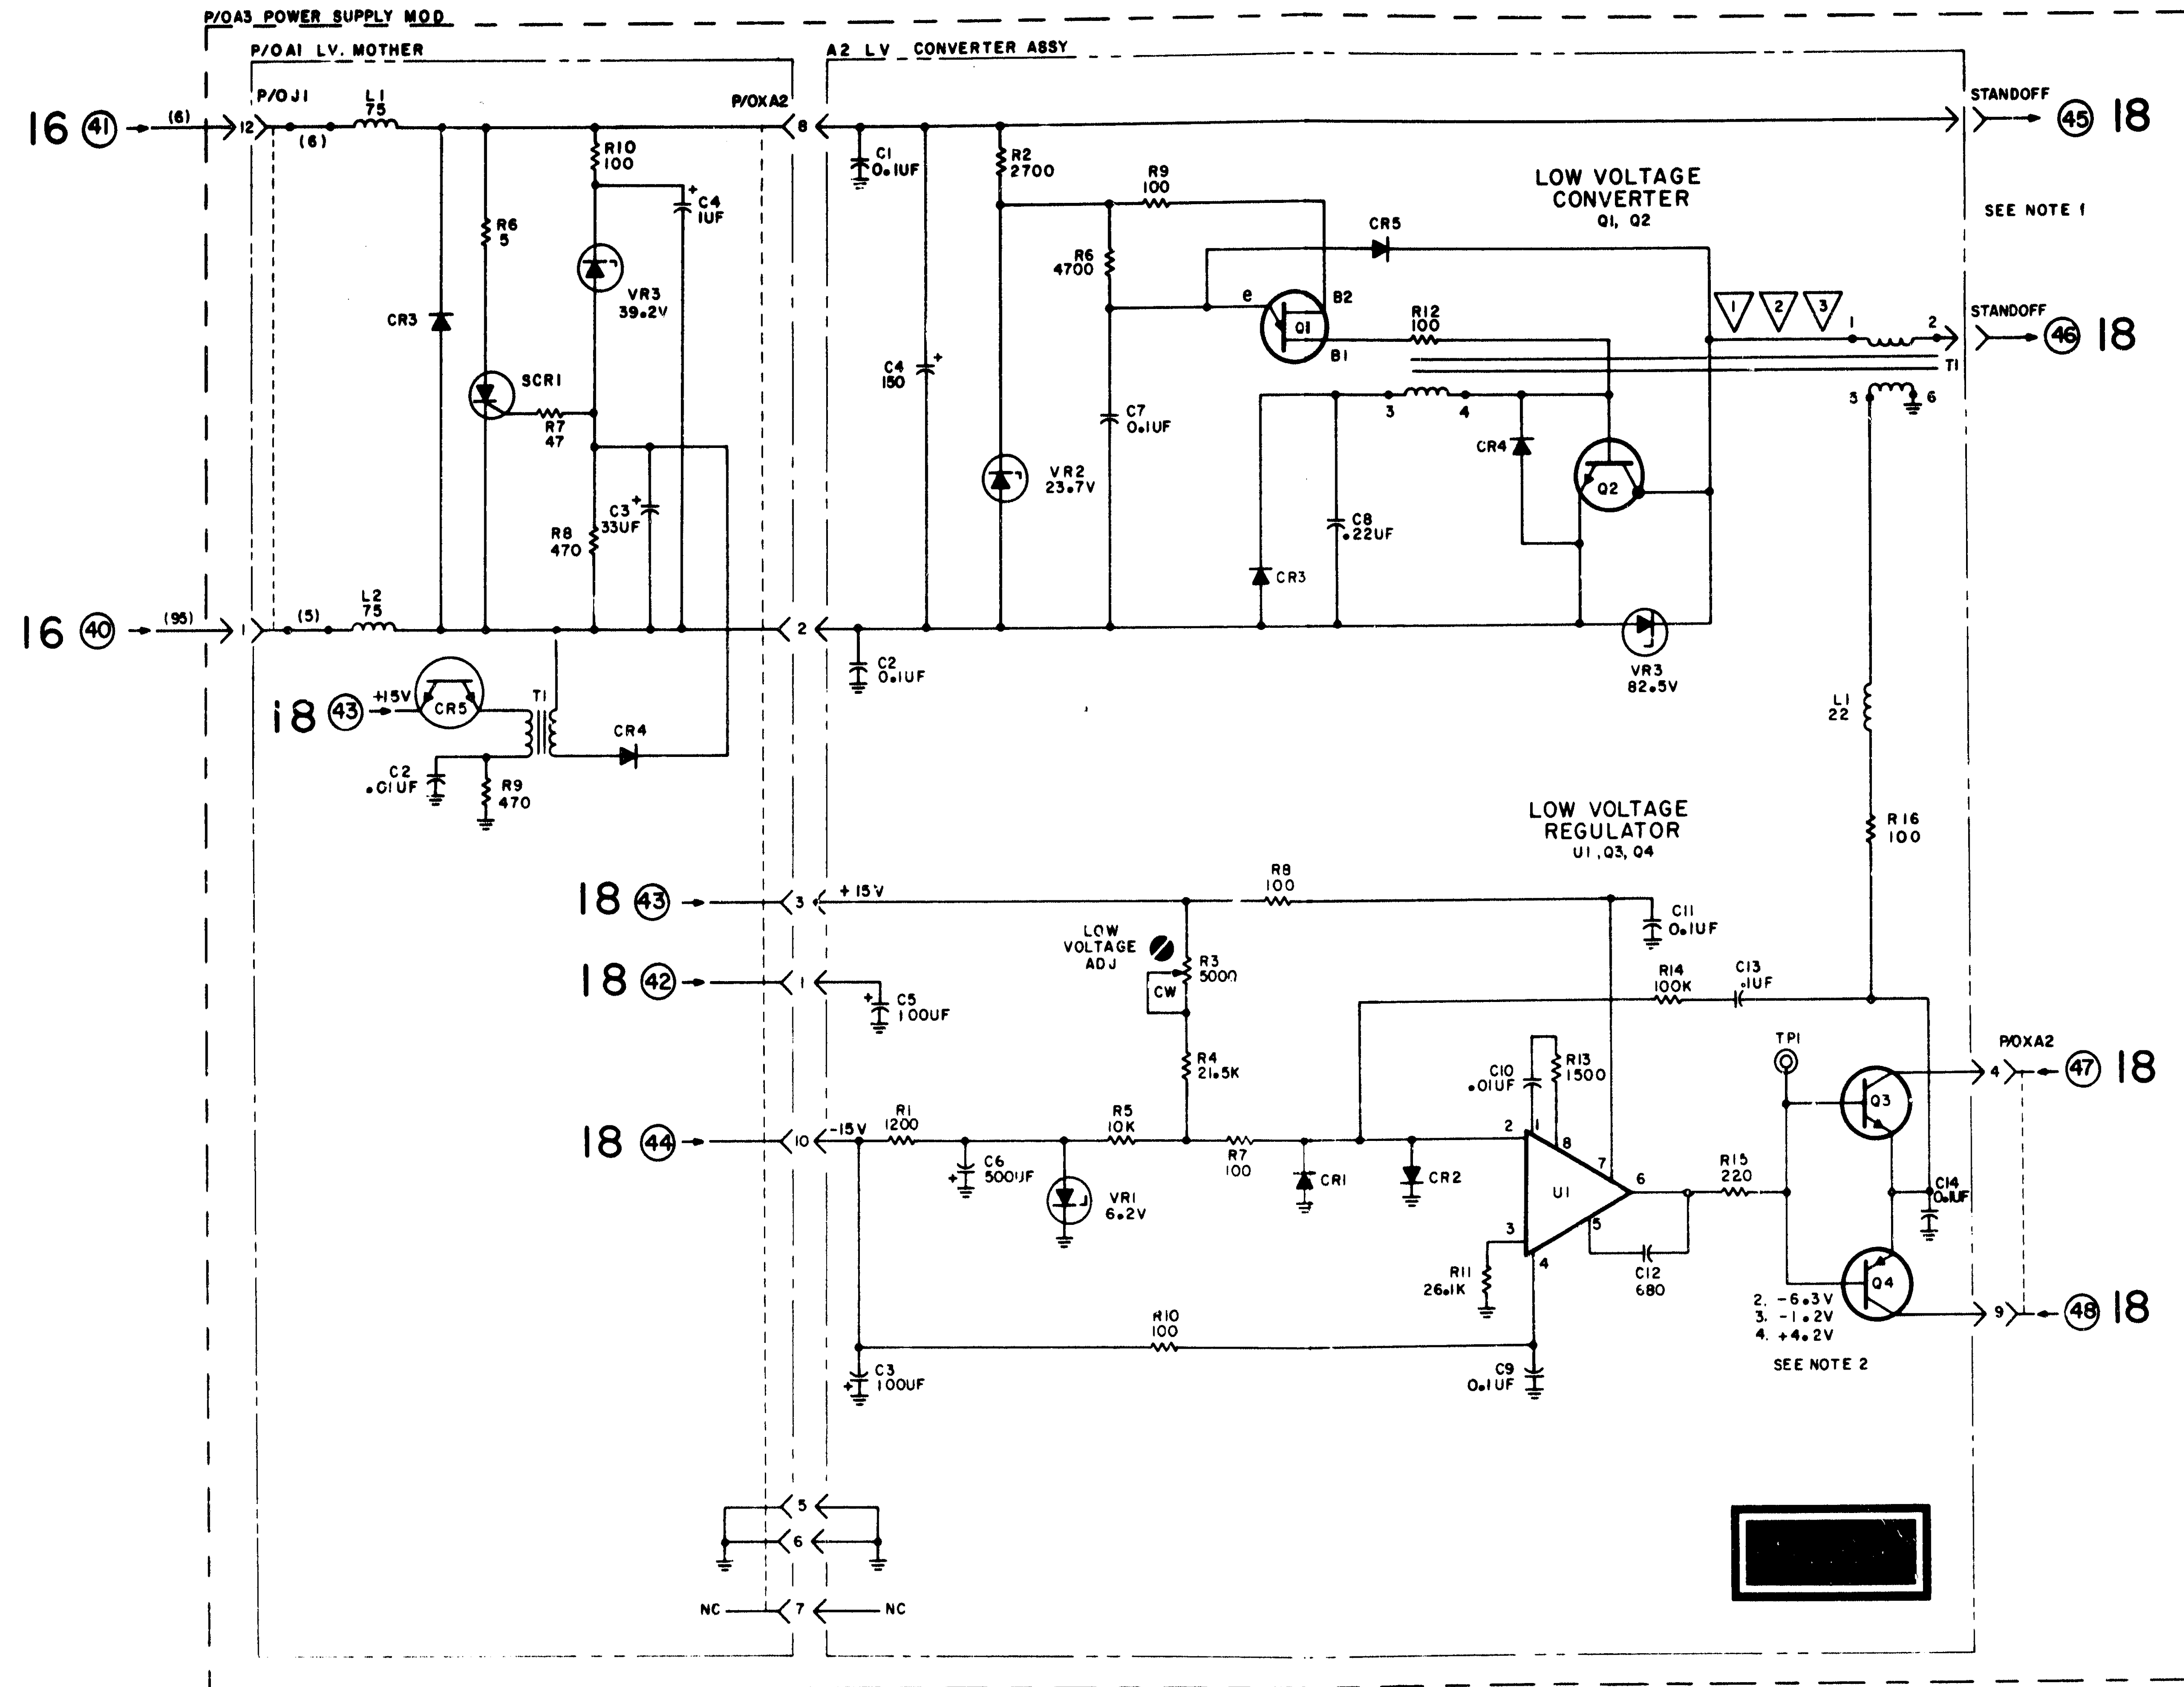 P/OA3 POWER SUPPLY MOD
P/OA1 LV. MOTHER
A2 LV CONVERTER ASSY
P/OJ1
L1
75
P/OXA2
STANDOFF
16 41 (6) 12 (6) 8 45 18
R10
100
C1
0.1UF
R2
2700
R9
100
LOW VOLTAGE
CONVERTER
Q1, Q2
SEE NOTE 1
C4
1UF
+
R6
5
CR5
R6
4700
VR3
39.2V
e
B2
Q1
B1
R12
100
1 2 3
1 2
STANDOFF
46 18
T1
CR3
SCR1
C4
150
+
3 4
5 6
R7
47
C7
0.1UF
CR4
Q2
VR2
23.7V
C3
33UF
+
R8
470
C8
.22UF
CR3
L2
75
16 40 (95) 1 (5) 2
C2
0.1UF
VR3
82.5V
18 43 +15V
CR5
T1
CR4
L1
22
C2
.01UF
R9
470
LOW VOLTAGE
REGULATOR
U1, Q3, Q4
R16
100
18 43 3 +15V
R8
100
C11
0.1UF
LOW
VOLTAGE
ADJ
R3
5000
CW
18 42 1
C5
100UF
+
R14
100K
C13
.1UF
R4
21.5K
C10
.01UF
R13
1500
TP1
P/OXA2
4 47 18
Q3
18 44 10 -15V
R1
1200
R5
10K
R7
100
2 1 8 7
C6
500UF
+
VR1
6.2V
CR1
CR2
U1
6
R15
220
C14
0.1UF
3
5
4
R11
26.1K
C12
680
Q4
2. -6.3V
3. -1.2V
4. +4.2V
9 48 18
SEE NOTE 2
R10
100
C3
100UF
+
C9
0.1UF
5
6
NC 7 NC